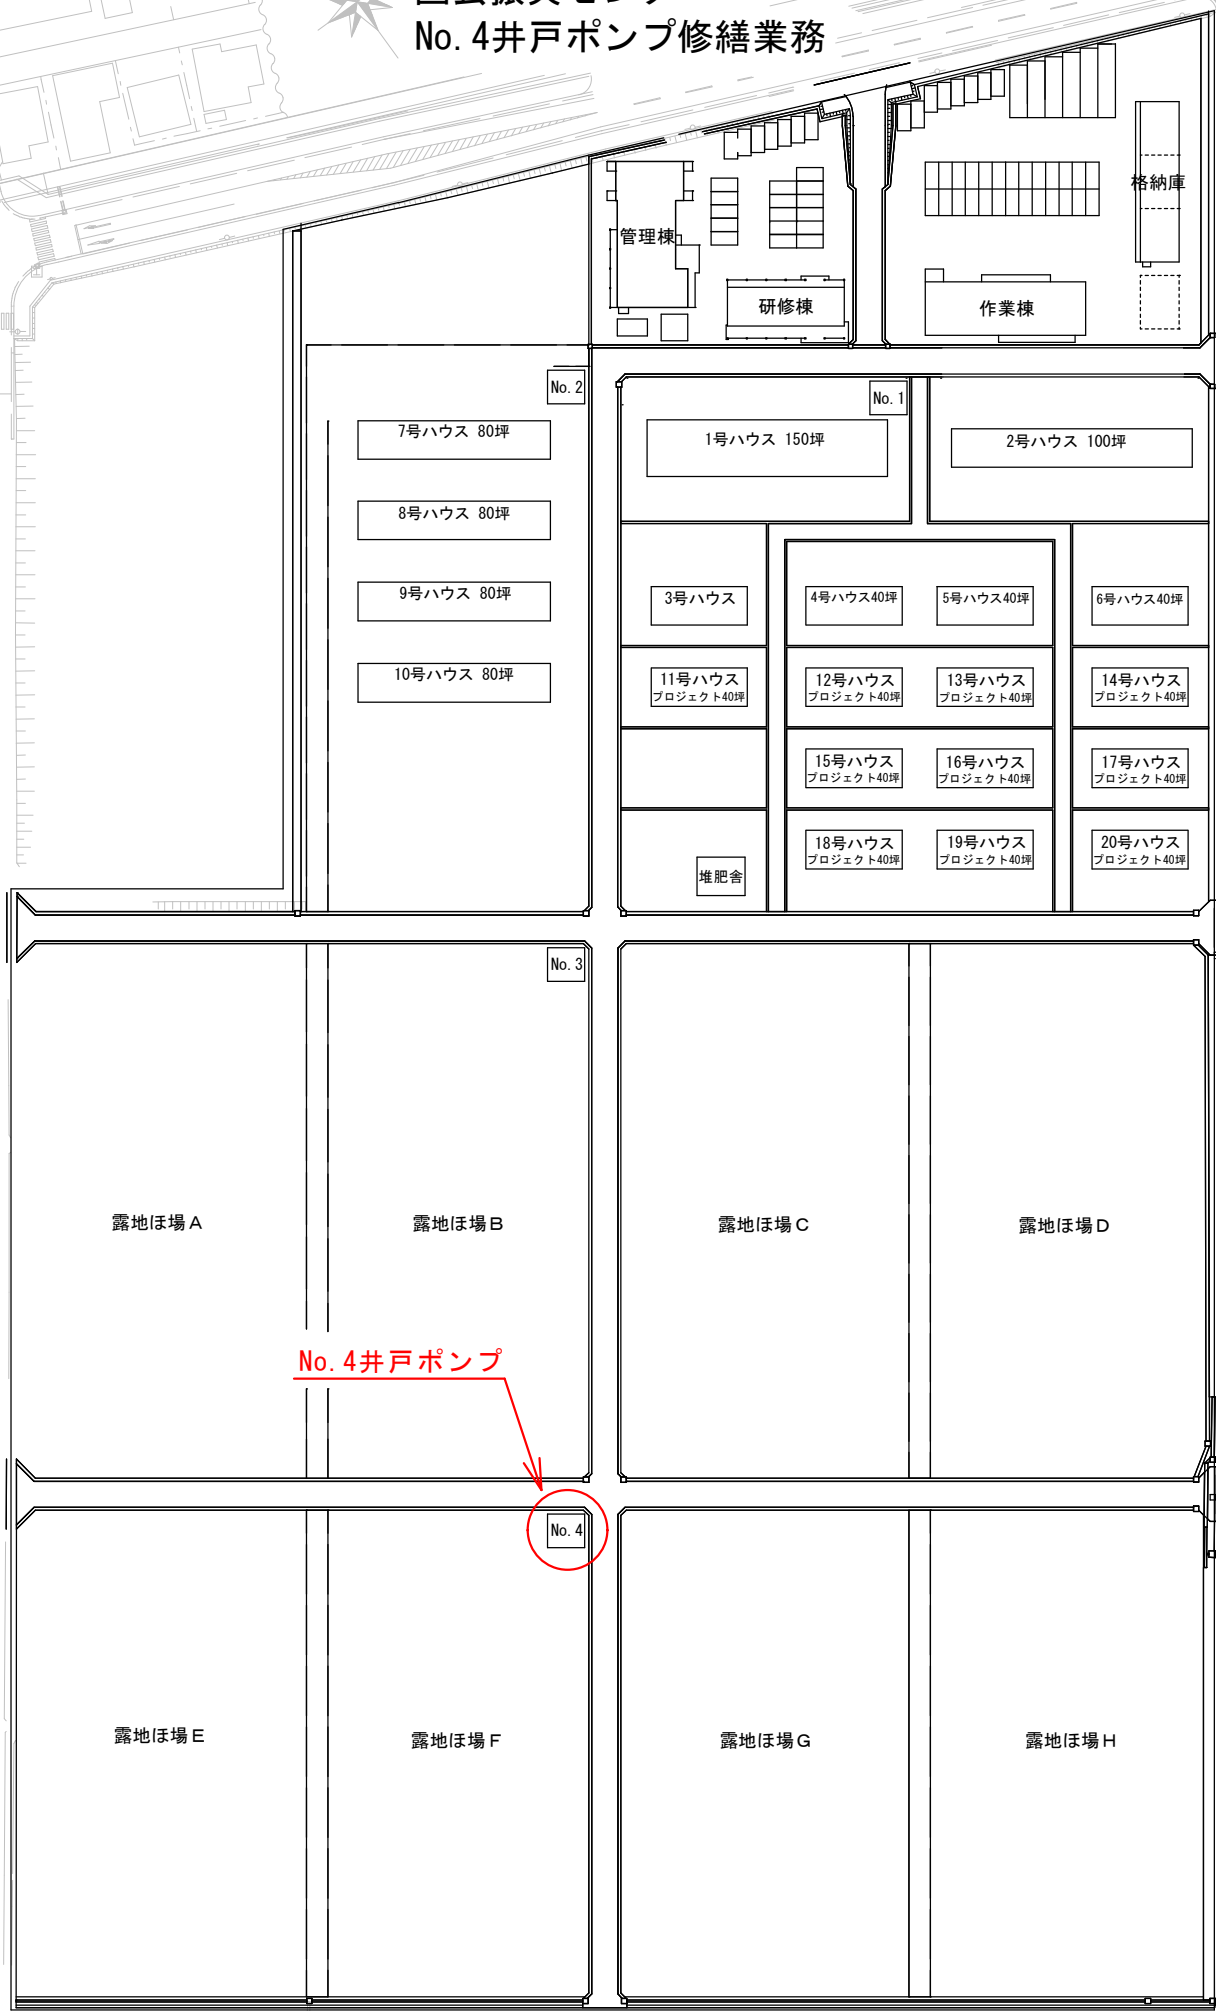 No.4井戸ポンプ修繕業務
格納庫
管理棟
研修棟
作業棟
No.2
No.1
7号ハウス 80坪
1号ハウス 150坪
2号ハウス 100坪
8号ハウス 80坪
9号ハウス 80坪
3号ハウス
4号ハウス40坪
5号ハウス40坪
6号ハウス40坪
10号ハウス 80坪
11号ハウス
プロジェクト40坪
12号ハウス
プロジェクト40坪
13号ハウス
プロジェクト40坪
14号ハウス
プロジェクト40坪
15号ハウス
プロジェクト40坪
16号ハウス
プロジェクト40坪
17号ハウス
プロジェクト40坪
18号ハウス
プロジェクト40坪
19号ハウス
プロジェクト40坪
20号ハウス
プロジェクト40坪
堆肥舎
No.3
露地ほ場A
露地ほ場B
露地ほ場C
露地ほ場D
No.4井戸ポンプ
No.4
露地ほ場E
露地ほ場F
露地ほ場G
露地ほ場H